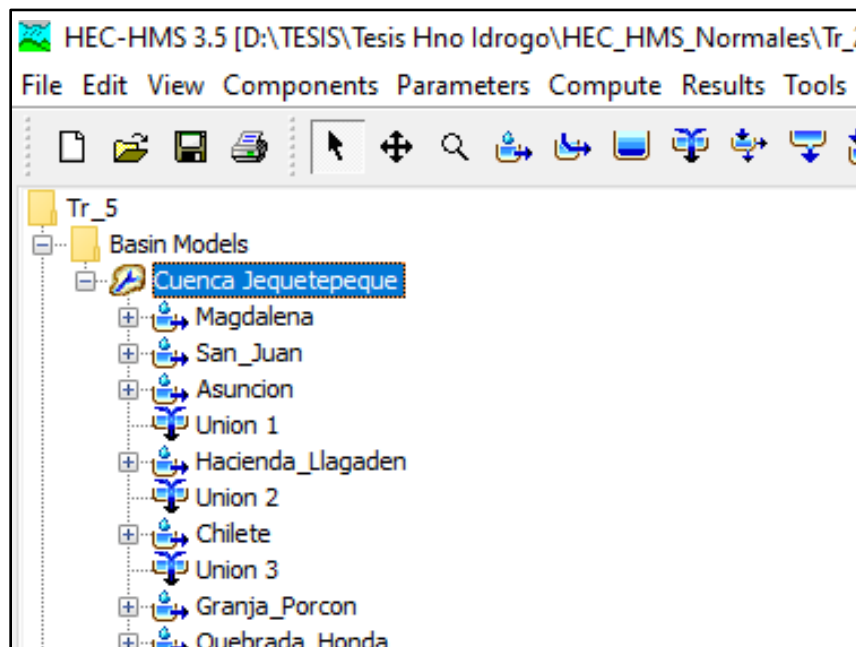 HEC-HMS 3.5 [D:\TESIS\Tesis Hno Idrogo\HEC_HMS_Normales\Tr_
File Edit View Components Parameters Compute Results Tools
Tr_5
Basin Models
Cuenca Jequetepeque
Magdalena
San_Juan
Asuncion
Union 1
Hacienda_Llagaden
Union 2
Chilete
Union 3
Granja_Porcon
Quebrada_Honda